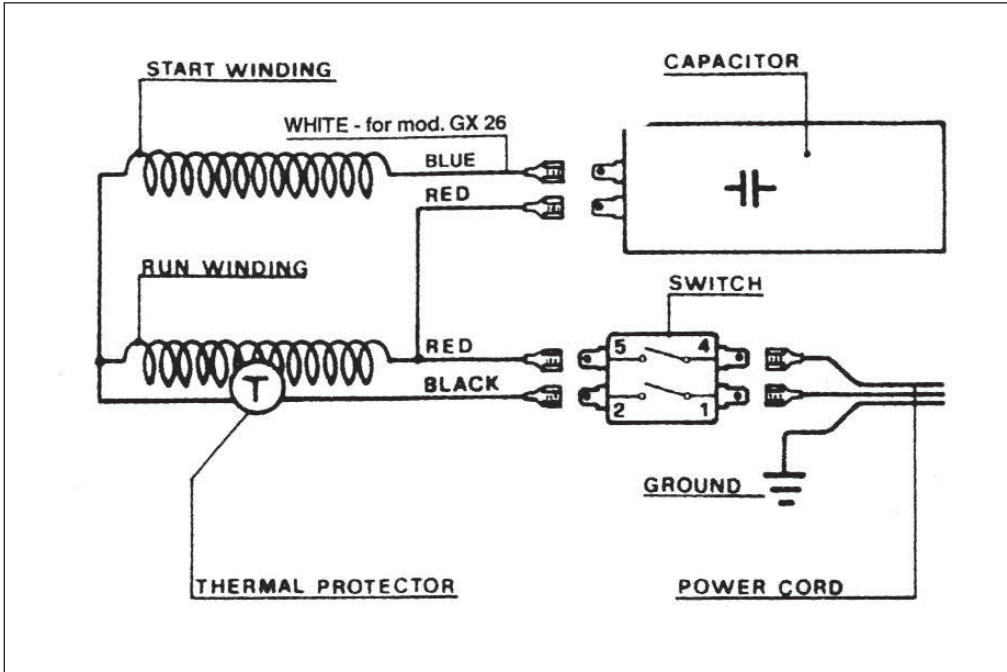 START WINDING
CAPACITOR
WHITE - for mod. GX 26
BLUE
RED
RUN WINDING
SWITCH
RED
5 4
T
BLACK
2 1
GROUND
THERMAL PROTECTOR
POWER CORD